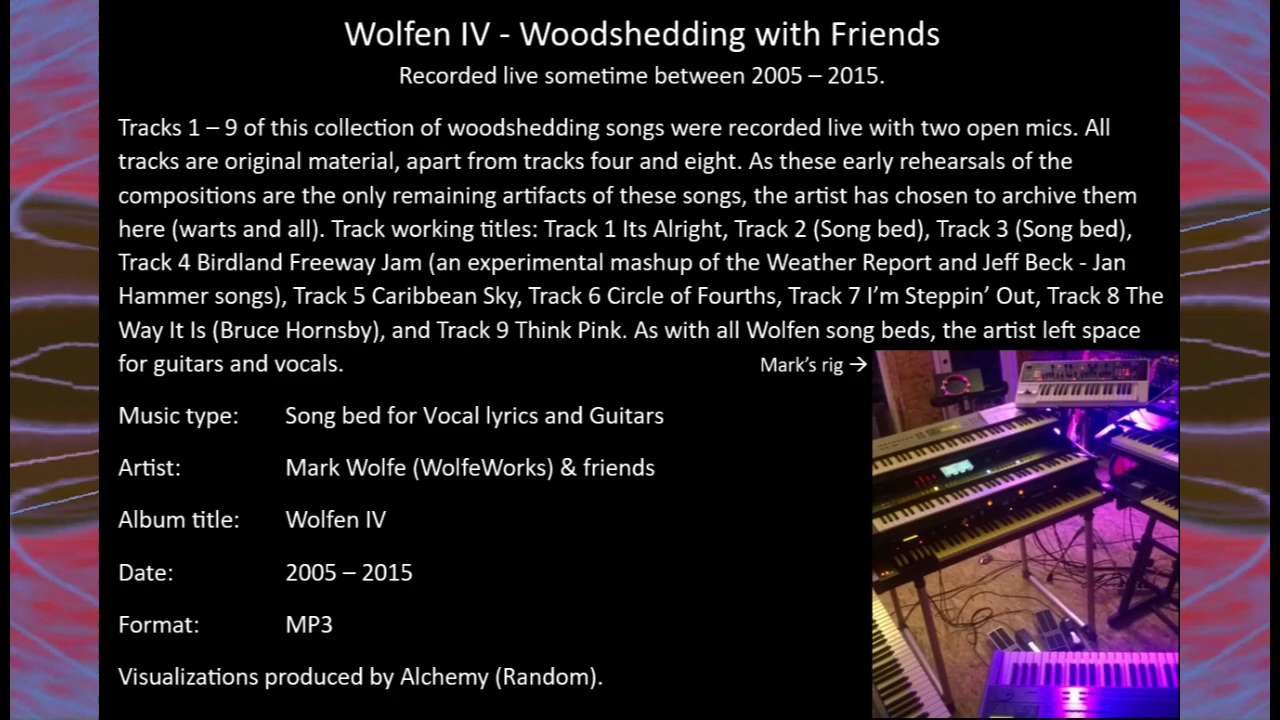 Wolfen IV - Woodshedding with Friends
Recorded live sometime between 2005 – 2015.
Tracks 1 – 9 of this collection of woodshedding songs were recorded live with two open mics. All
tracks are original material, apart from tracks four and eight. As these early rehearsals of the
compositions are the only remaining artifacts of these songs, the artist has chosen to archive them
here (warts and all). Track working titles: Track 1 Its Alright, Track 2 (Song bed), Track 3 (Song bed),
Track 4 Birdland Freeway Jam (an experimental mashup of the Weather Report and Jeff Beck - Jan
Hammer songs), Track 5 Caribbean Sky, Track 6 Circle of Fourths, Track 7 I’m Steppin’ Out, Track 8 The
Way It Is (Bruce Hornsby), and Track 9 Think Pink. As with all Wolfen song beds, the artist left space
for guitars and vocals.
Mark’s rig →
Music type: Song bed for Vocal lyrics and Guitars
Artist: Mark Wolfe (WolfeWorks) & friends
Album title: Wolfen IV
Date: 2005 – 2015
Format: MP3
Visualizations produced by Alchemy (Random).